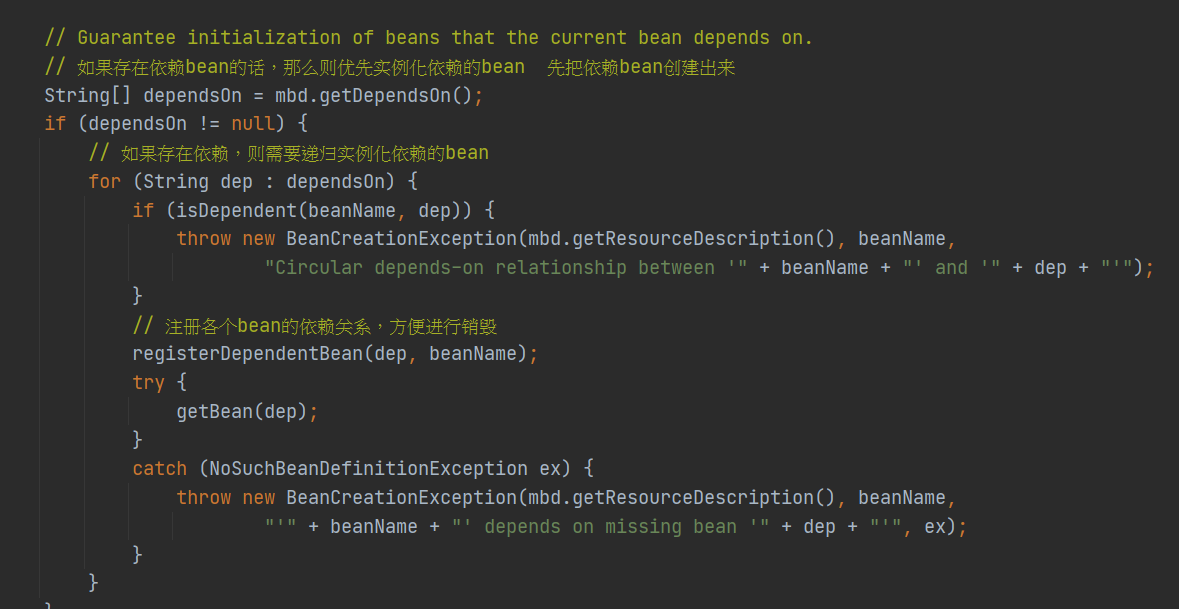 // Guarantee initialization of beans that the current bean depends on.
// 如果存在依赖bean的话，那么则优先实例化依赖的bean  先把依赖bean创建出来
String[] dependsOn = mbd.getDependsOn();
if (dependsOn != null) {
// 如果存在依赖，则需要递归实例化依赖的bean
for (String dep : dependsOn) {
if (isDependent(beanName, dep)) {
throw new BeanCreationException(mbd.getResourceDescription(), beanName,
"Circular depends-on relationship between '" + beanName + "' and '" + dep + "'");
}
// 注册各个bean的依赖关系，方便进行销毁
registerDependentBean(dep, beanName);
try {
getBean(dep);
}
catch (NoSuchBeanDefinitionException ex) {
throw new BeanCreationException(mbd.getResourceDescription(), beanName,
"'" + beanName + "' depends on missing bean '" + dep + "'", ex);
}
}
}